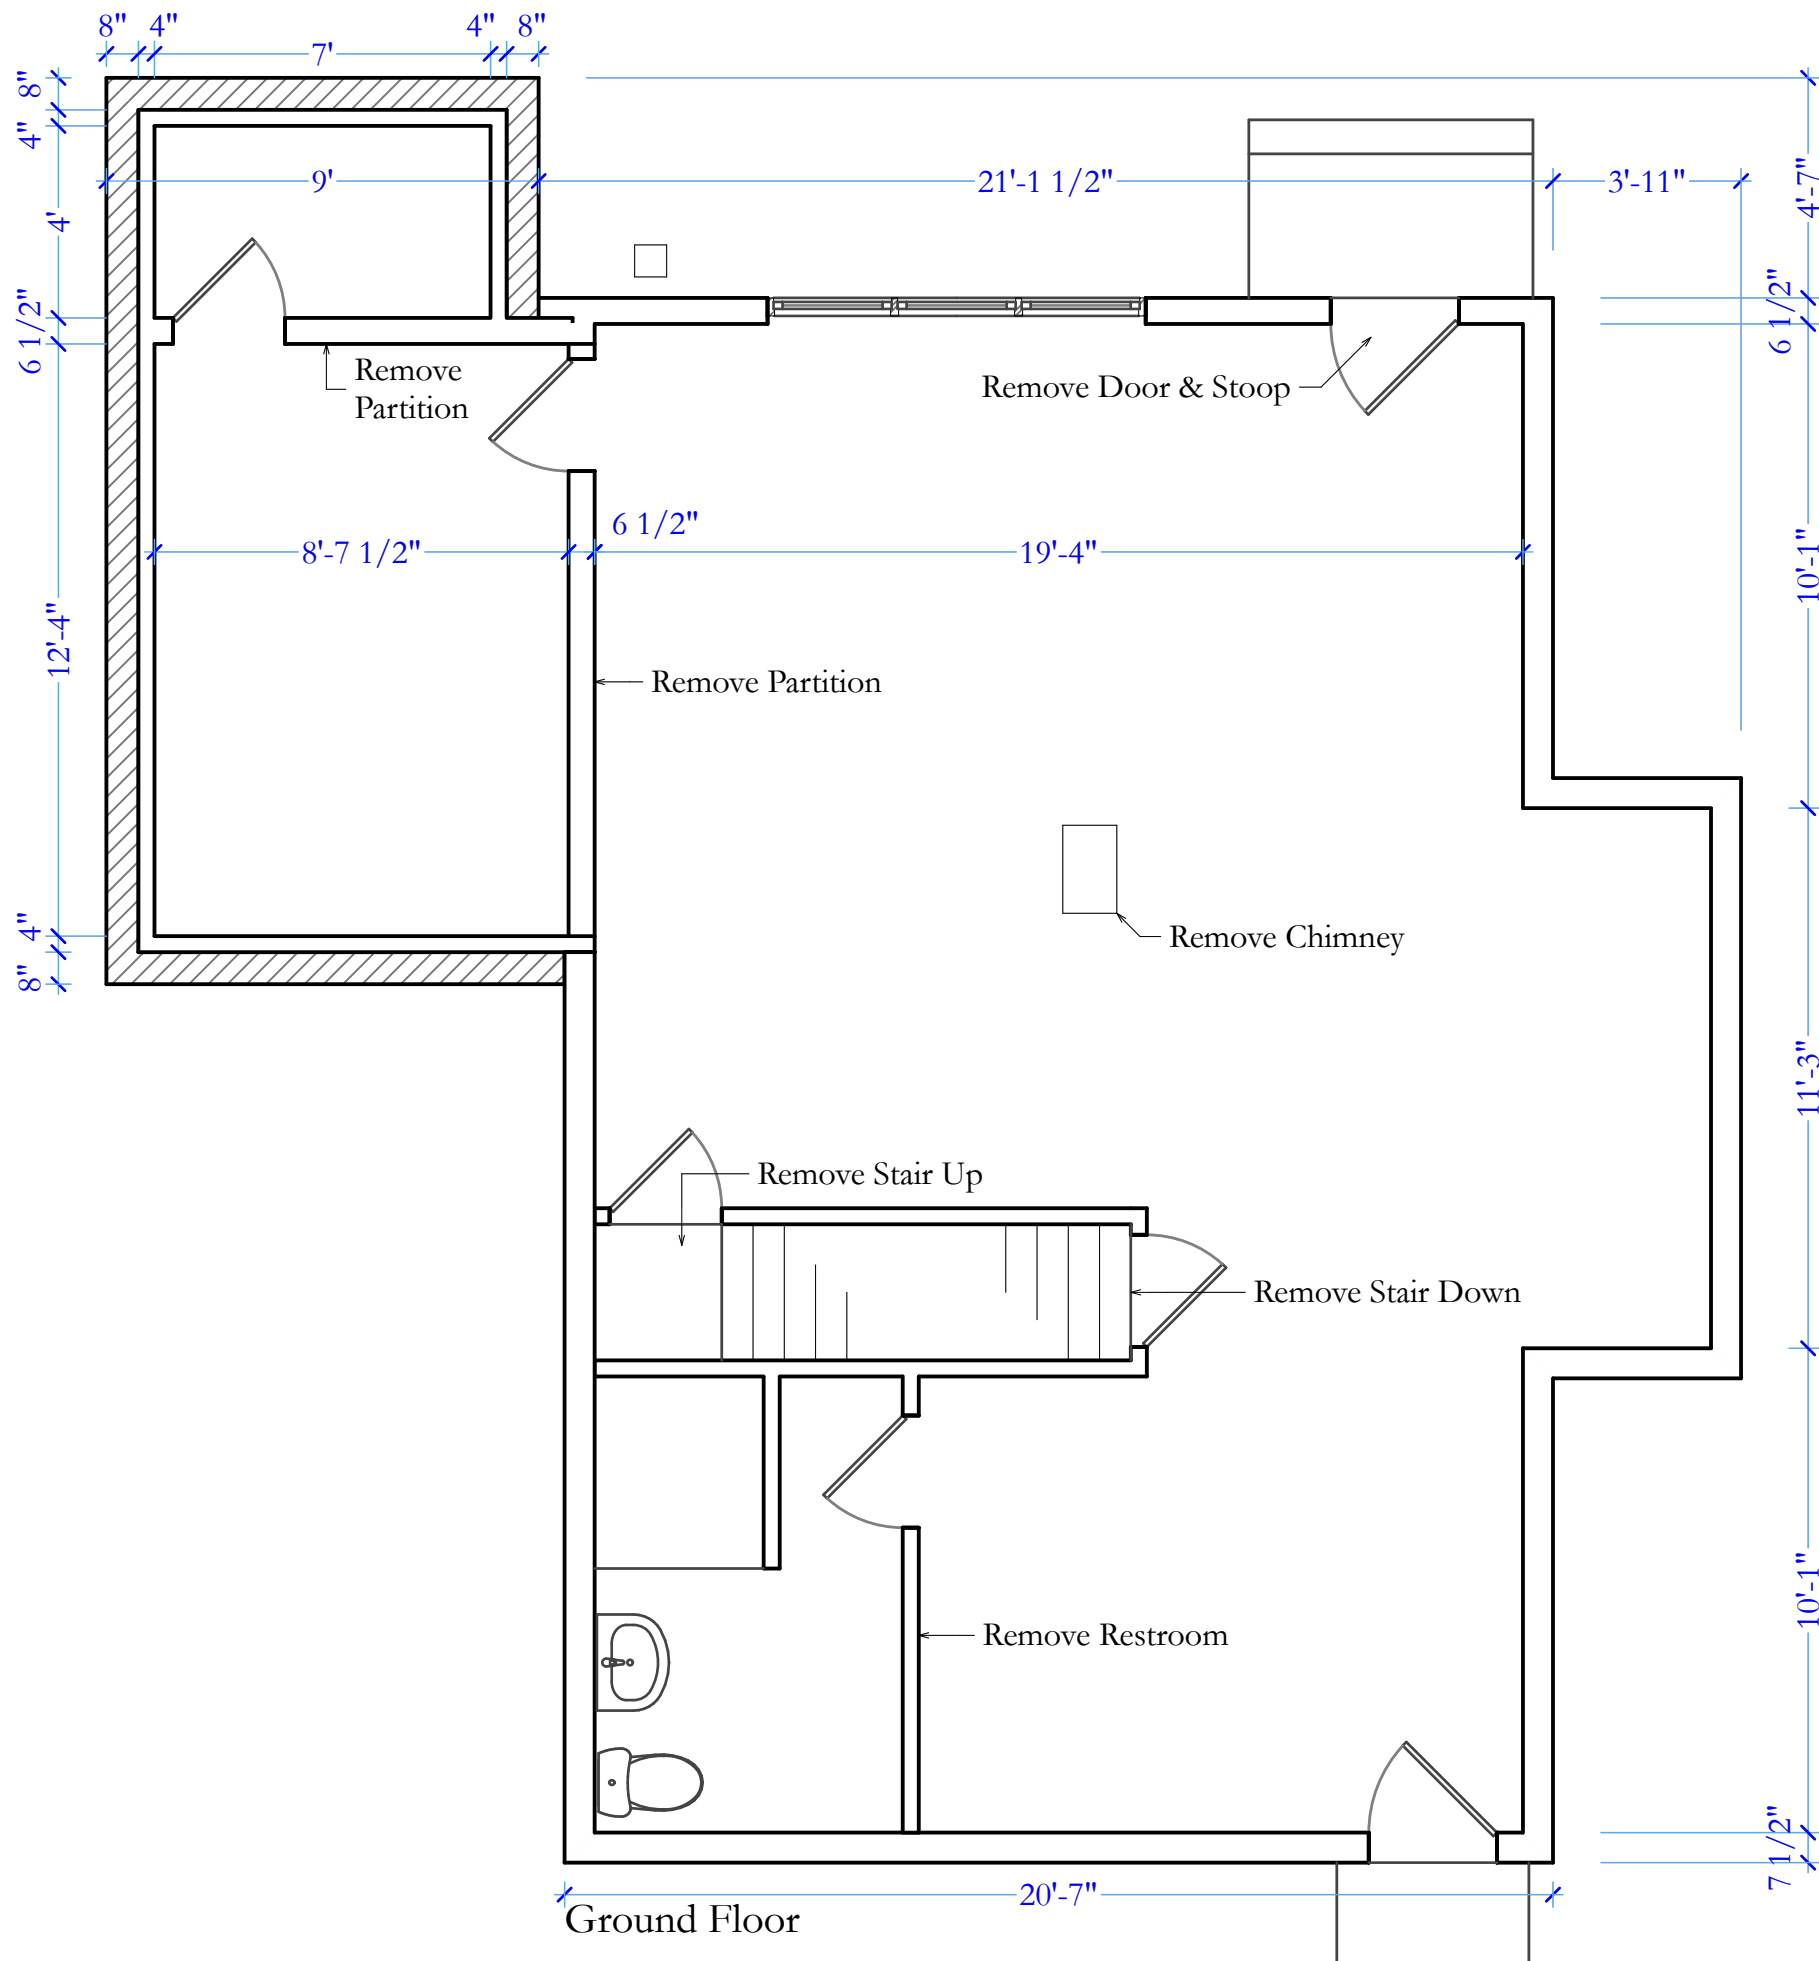 8" 4" 4" 8"
7'
8"
4"
9' 21'-1 1/2" 3'-11"
4'-7"
4'
6 1/2" 6 1/2"
Remove
Partition
Remove Door & Stoop
6 1/2"
8'-7 1/2" 19'-4"
10'-1"
12'-4"
Remove Partition
4"
Remove Chimney
8"
11'-3"
Remove Stair Up
Remove Stair Down
10'-1"
Remove Restroom
7 1/2"
20'-7"
Ground Floor